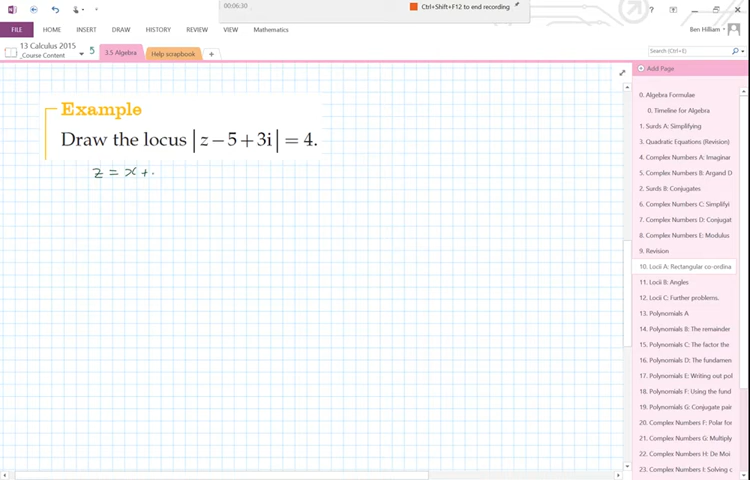 00:06.30
Ctrl+Shift+F12 to end recording
FILE
HOME
INSERT
DRAW
HISTORY
REVIEW
VIEW
Mathematics
Ben Hilliam
13 Calculus 2015
_Course Content
5
3.5 Algebra
Help scrapbook
Search (Ctrl+E)
Add Page
Example
Draw the locus |z − 5 + 3i| = 4.
z = x +
0. Algebra Formulae
0. Timeline for Algebra
1. Surds A: Simplifying
3. Quadratic Equations (Revision)
4. Complex Numbers A: Imaginar
5. Complex Numbers B: Argand D
2. Surds B: Conjugates
6. Complex Numbers C: Simplifyi
7. Complex Numbers D: Conjugat
8. Complex Numbers E: Modulus
9. Revision
10. Locii A: Rectangular co-ordina
11. Locii B: Angles
12. Locii C: Further problems.
13. Polynomials A
14. Polynomials B: The remainder
15. Polynomials C: The factor the
16. Polynomials D: The fundamen
17. Polynomials E: Writing out pol
18. Polynomials F: Using the fund
19. Polynomials G: Conjugate pair
20. Complex Numbers F: Polar for
21. Complex Numbers G: Multiply
22. Complex Numbers H: De Moi
23. Complex Numbers I: Solving c